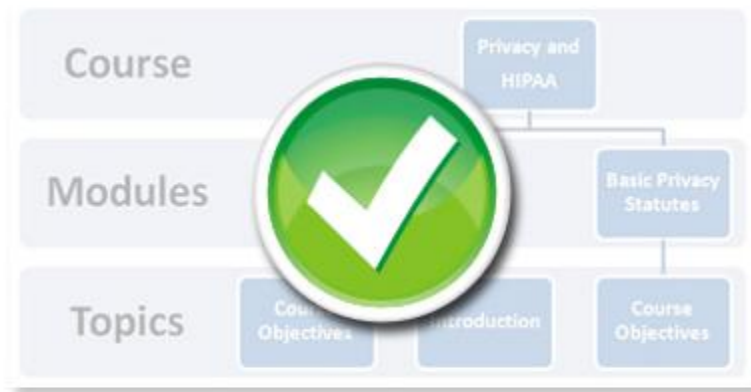 Course
Privacy and
HIPAA
Modules
Basic Privacy
Statutes
Topics
Objectives
Introduction
Course
Objectives